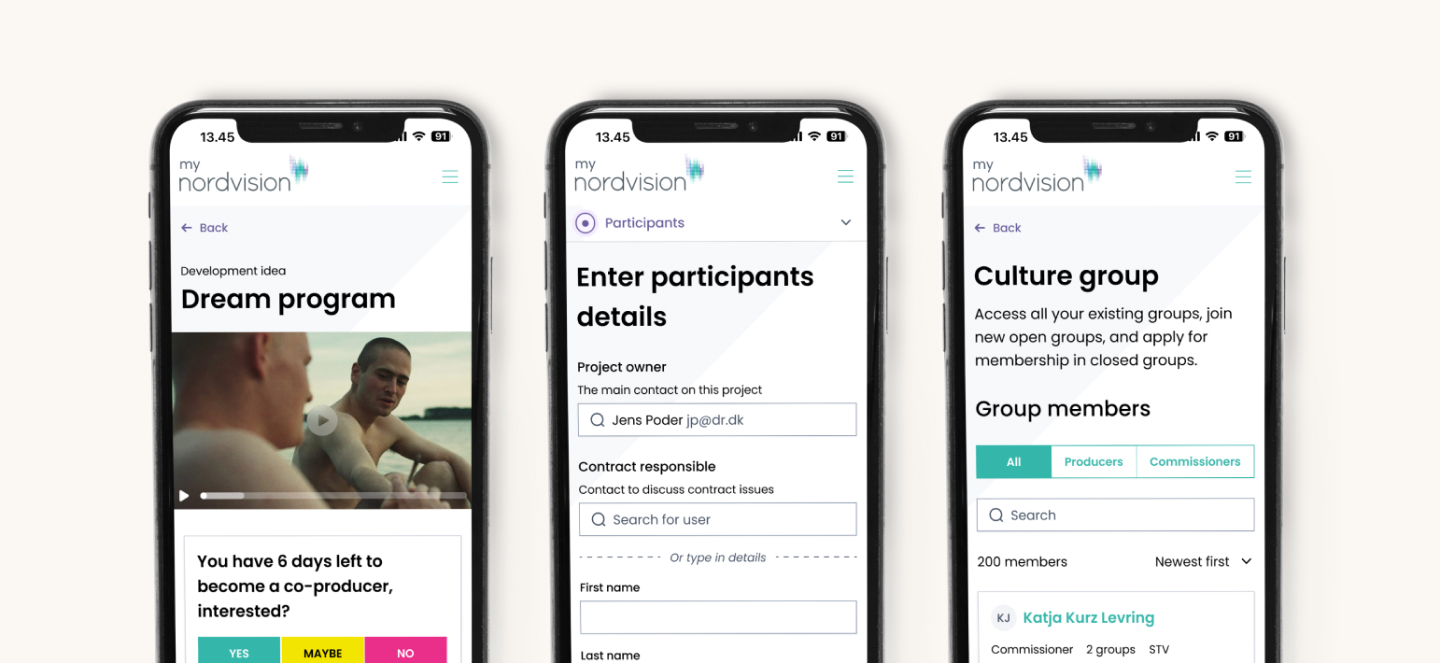 13.45
91
my
nordvision
Back
Development idea
Dream program
You have 6 days left to
become a co-producer,
interested?
YES
MAYBE
NO
13.45
91
my
nordvision
Participants
Enter participants
details
Project owner
The main contact on this project
Jens Poder jp@dr.dk
Contract responsible
Contact to discuss contract issues
Search for user
Or type in details
First name
Last name
13.45
91
my
nordvision
Back
Culture group
Access all your existing groups, join
new open groups, and apply for
membership in closed groups.
Group members
All
Producers
Commissioners
Search
200 members
Newest first
KJ
Katja Kurz Levring
Commissioner 2 groups STV